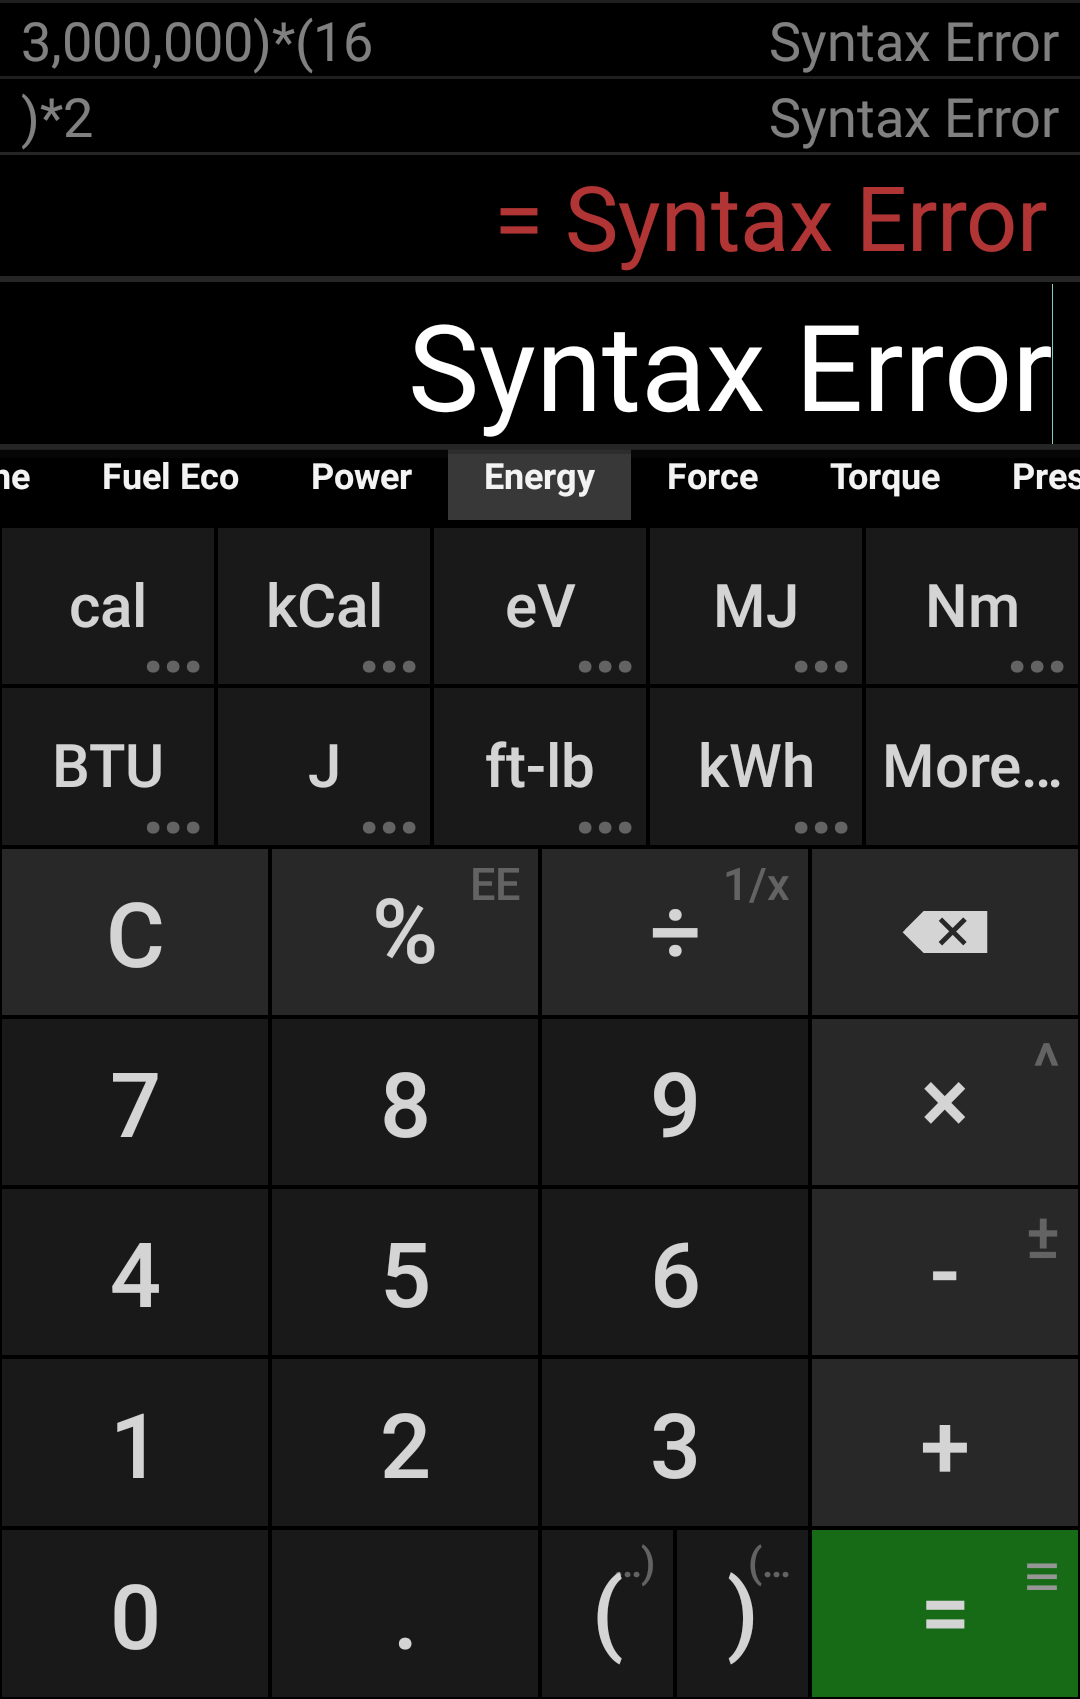 3,000,000)*(16 Syntax Error
)*2 Syntax Error
= Syntax Error
Syntax Error
ne Fuel Eco Power Energy Force Torque Pres
cal kCal eV MJ Nm
BTU J ft-lb kWh More...
C % EE ÷ 1/x
7 8 9 × ^
4 5 6 - ±
1 2 3 +
0 . ( ..) ) (... =